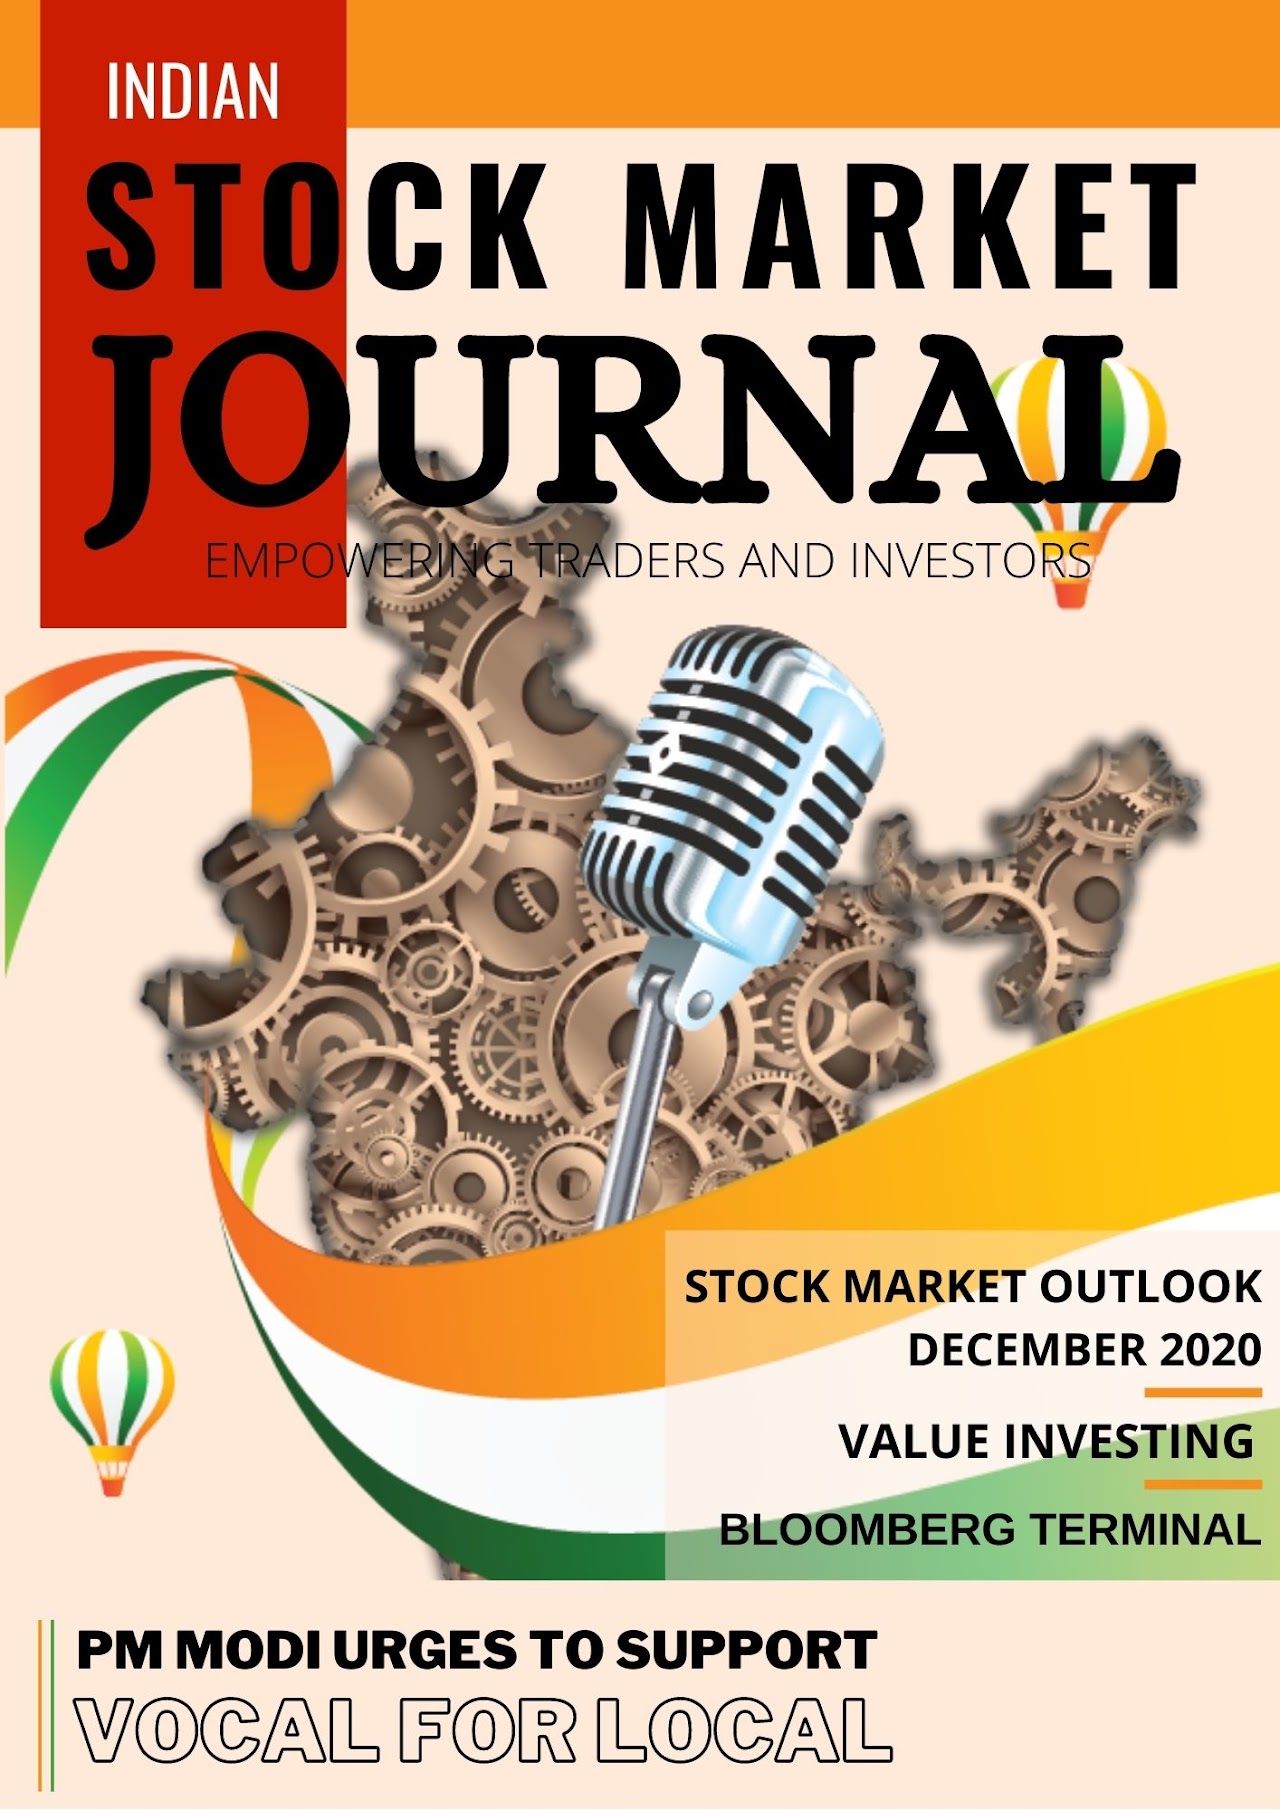 INDIAN
STOCK MARKET
JOURNAL
EMPOWERING TRADERS AND INVESTORS
STOCK MARKET OUTLOOK
DECEMBER 2020
VALUE INVESTING
BLOOMBERG TERMINAL
PM MODI URGES TO SUPPORT
VOCAL FOR LOCAL